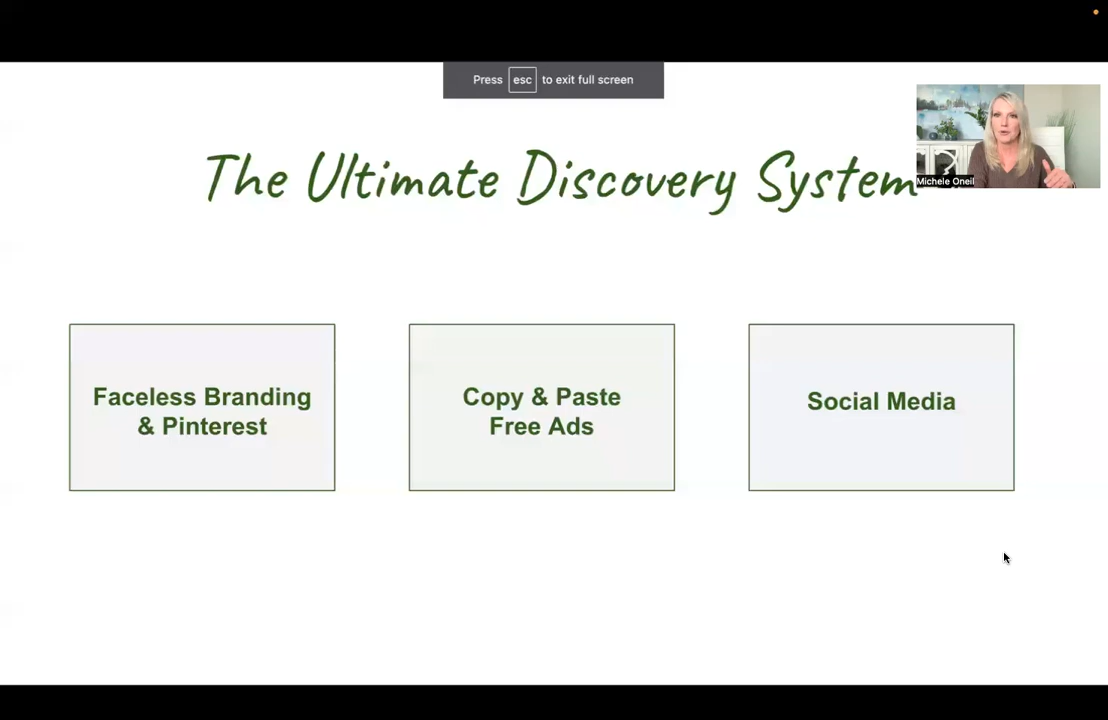 Press esc to exit full screen
The Ultimate Discovery System
Michele Oneil
Faceless Branding
& Pinterest
Copy & Paste
Free Ads
Social Media